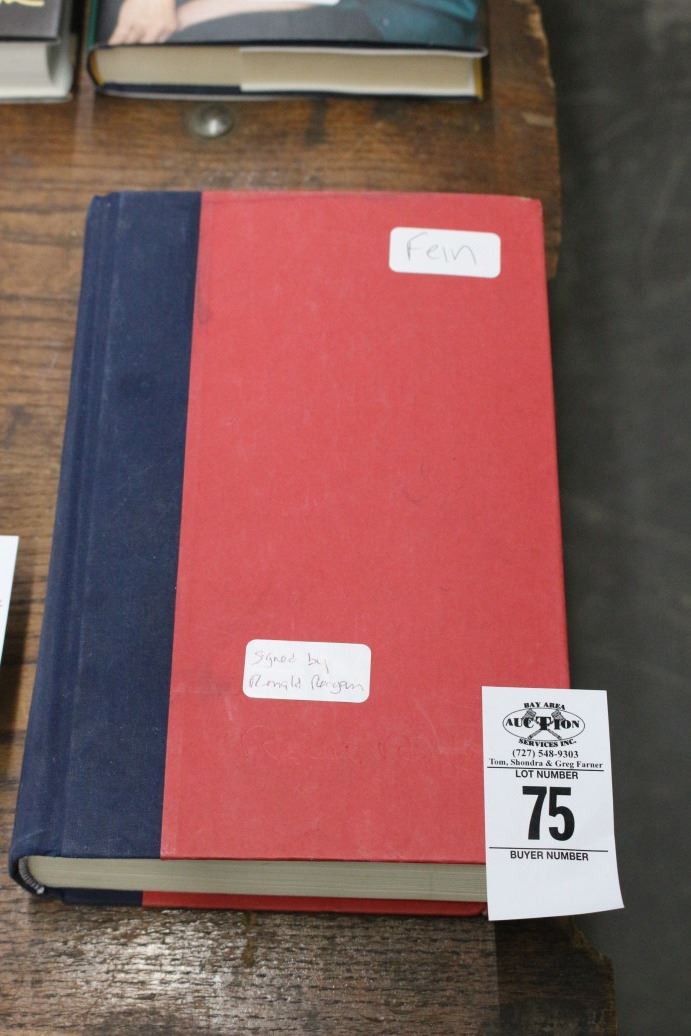 Fein
Signed by
Ronald Reagan
BAY AREA
AUCTION
SERVICES INC.
(727) 548-9303
Tom, Shondra & Greg Farner
LOT NUMBER
75
BUYER NUMBER